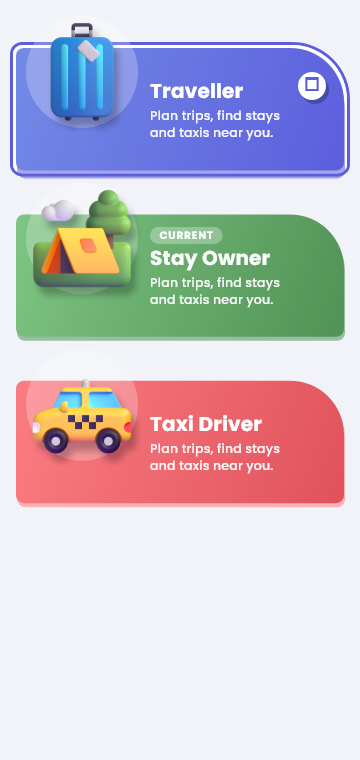 Traveller
Plan trips, find stays
and taxis near you.
CURRENT
Stay Owner
Plan trips, find stays
and taxis near you.
Taxi Driver
Plan trips, find stays
and taxis near you.